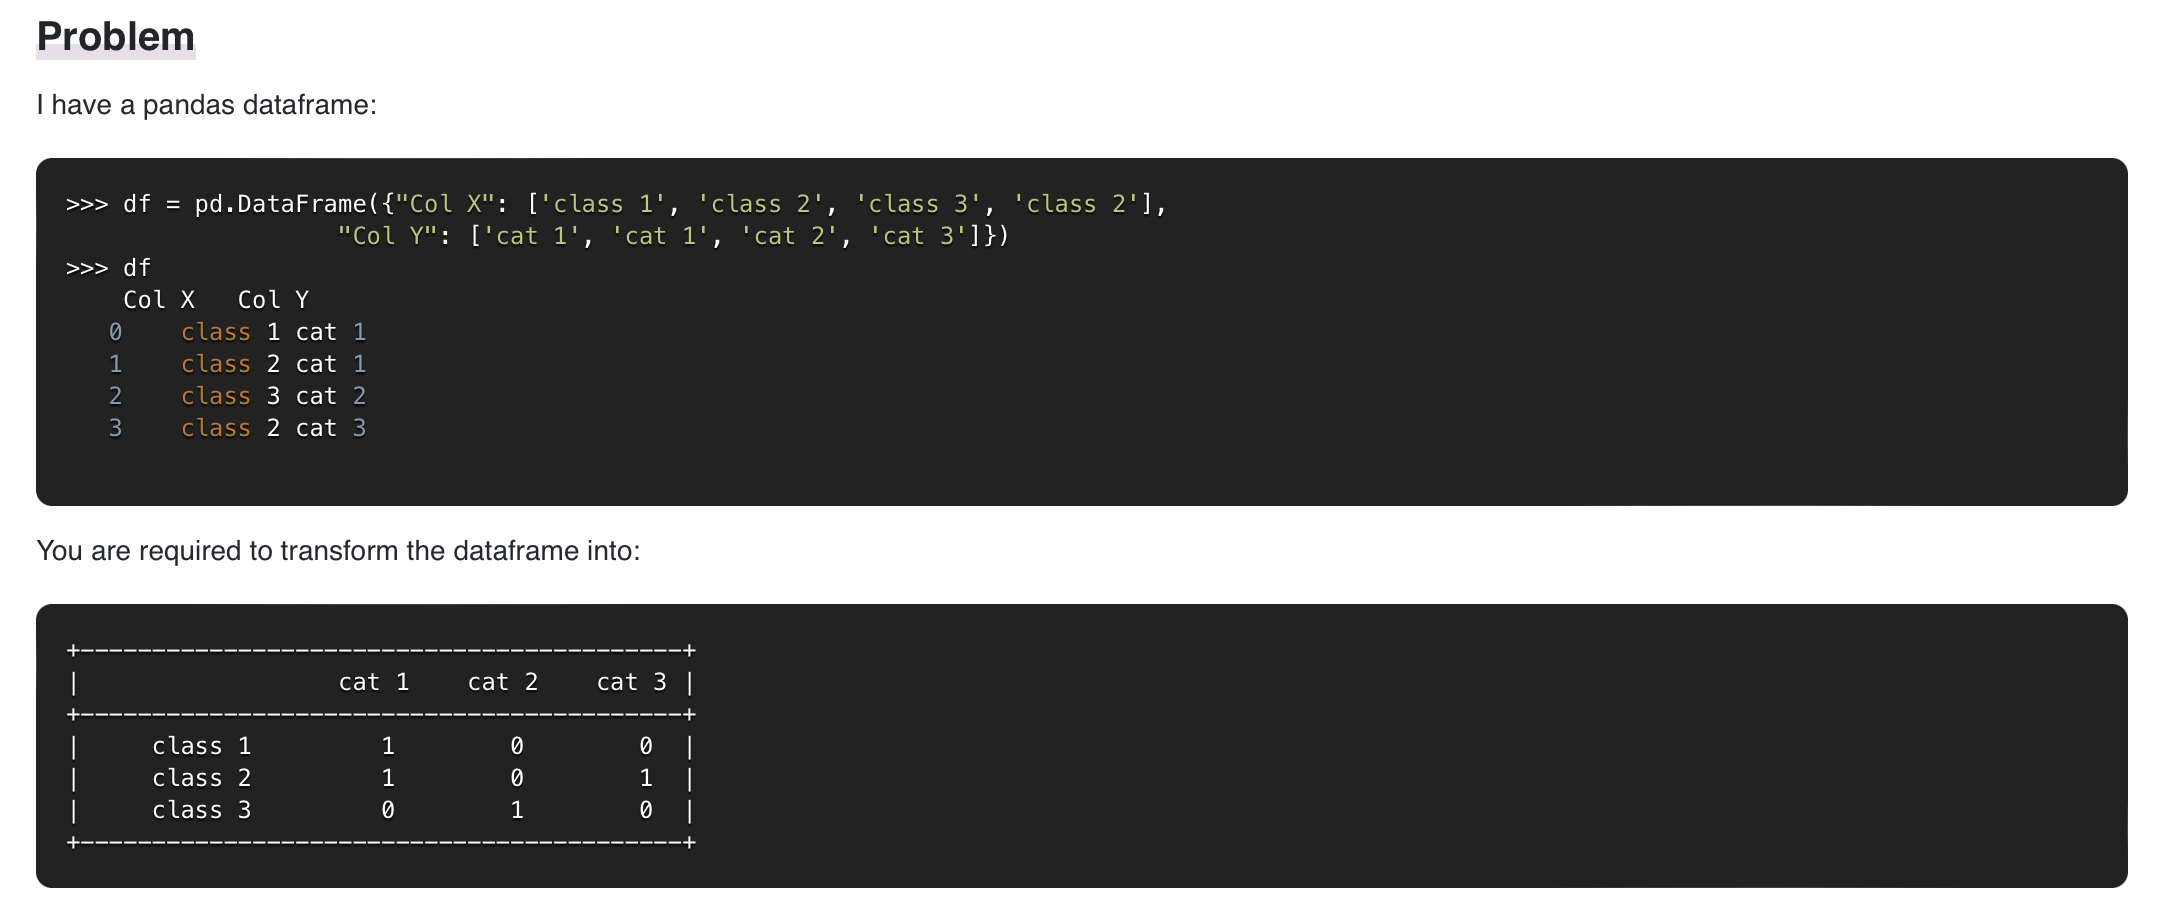 Problem
I have a pandas dataframe:
>>> df = pd.DataFrame({"Col X": ['class 1', 'class 2', 'class 3', 'class 2'],
                   "Col Y": ['cat 1', 'cat 1', 'cat 2', 'cat 3']})
>>> df
    Col X   Col Y
   0    class 1 cat 1
   1    class 2 cat 1
   2    class 3 cat 2
   3    class 2 cat 3
You are required to transform the dataframe into:
+------------------------------------------+
|                  cat 1    cat 2    cat 3 |
+------------------------------------------+
|     class 1         1        0        0  |
|     class 2         1        0        1  |
|     class 3         0        1        0  |
+------------------------------------------+